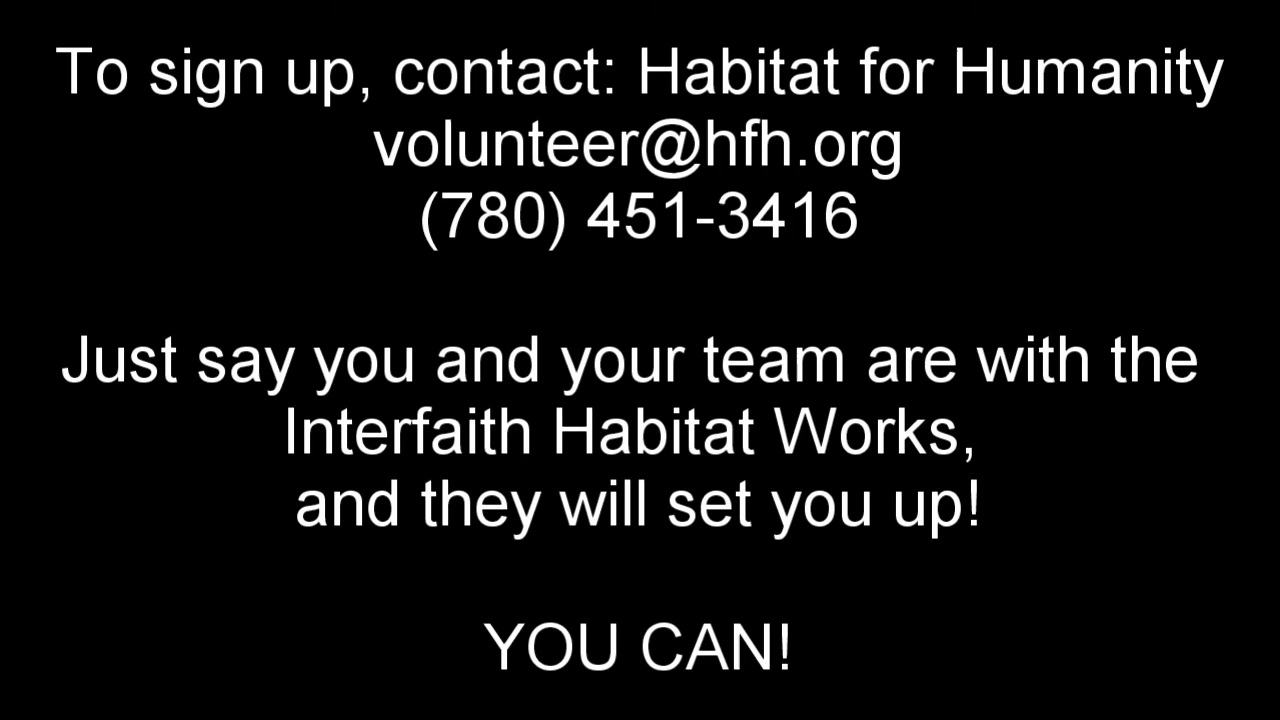 To sign up, contact: Habitat for Humanity
volunteer@hfh.org
(780) 451-3416
Just say you and your team are with the
Interfaith Habitat Works,
and they will set you up!
YOU CAN!